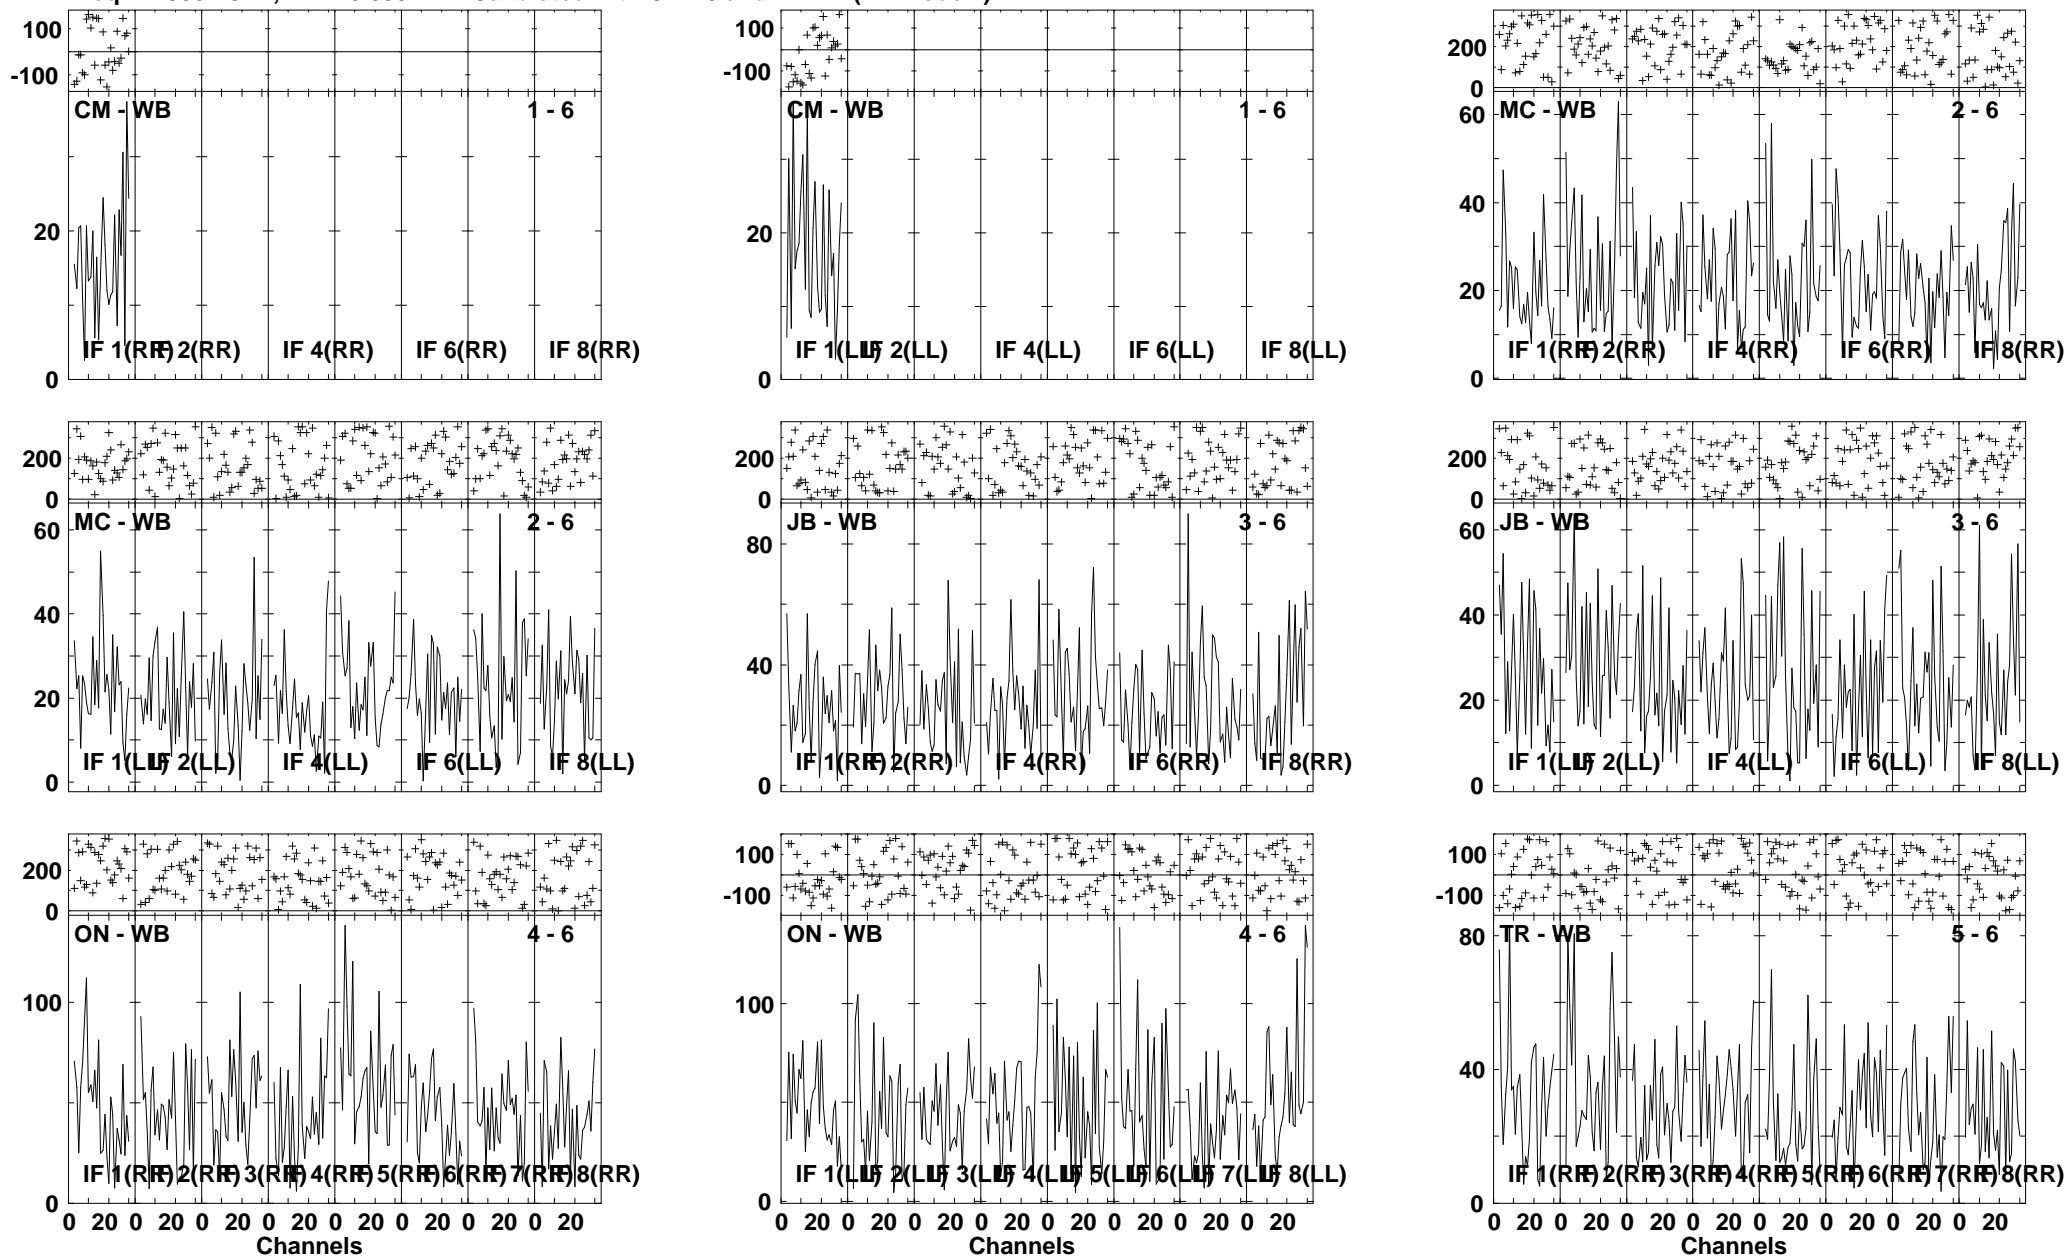 100
-100
CM - WB 1 - 6
20
0
IF 1(RR) IF 2(RR) IF 4(RR) IF 6(RR) IF 8(RR)
100
-100
CM - WB 1 - 6
20
0
IF 1(LL) IF 2(LL) IF 4(LL) IF 6(LL) IF 8(LL)
200
0
MC - WB 2 - 6
60
40
20
0
IF 1(RR) IF 2(RR) IF 4(RR) IF 6(RR) IF 8(RR)
200
0
MC - WB 2 - 6
60
40
20
0
IF 1(LL) IF 2(LL) IF 4(LL) IF 6(LL) IF 8(LL)
200
0
JB - WB 3 - 6
80
40
0
IF 1(RR) IF 2(RR) IF 4(RR) IF 6(RR) IF 8(RR)
200
0
JB - WB 3 - 6
60
40
20
0
IF 1(LL) IF 2(LL) IF 4(LL) IF 6(LL) IF 8(LL)
200
0
ON - WB 4 - 6
100
0
IF 1(RR) IF 2(RR) IF 3(RR) IF 4(RR) IF 5(RR) IF 6(RR) IF 7(RR) IF 8(RR)
0 20 0 20 0 20 0 20 0 20 0 20 0 20 0 20
Channels
100
-100
ON - WB 4 - 6
100
0
IF 1(LL) IF 2(LL) IF 3(LL) IF 4(LL) IF 5(LL) IF 6(LL) IF 7(LL) IF 8(LL)
0 20 0 20 0 20 0 20 0 20 0 20 0 20 0 20
Channels
100
-100
TR - WB 5 - 6
80
40
0
IF 1(RR) IF 2(RR) IF 3(RR) IF 4(RR) IF 5(RR) IF 6(RR) IF 7(RR) IF 8(RR)
0 20 0 20 0 20 0 20 0 20 0 20 0 20 0 20
Channels